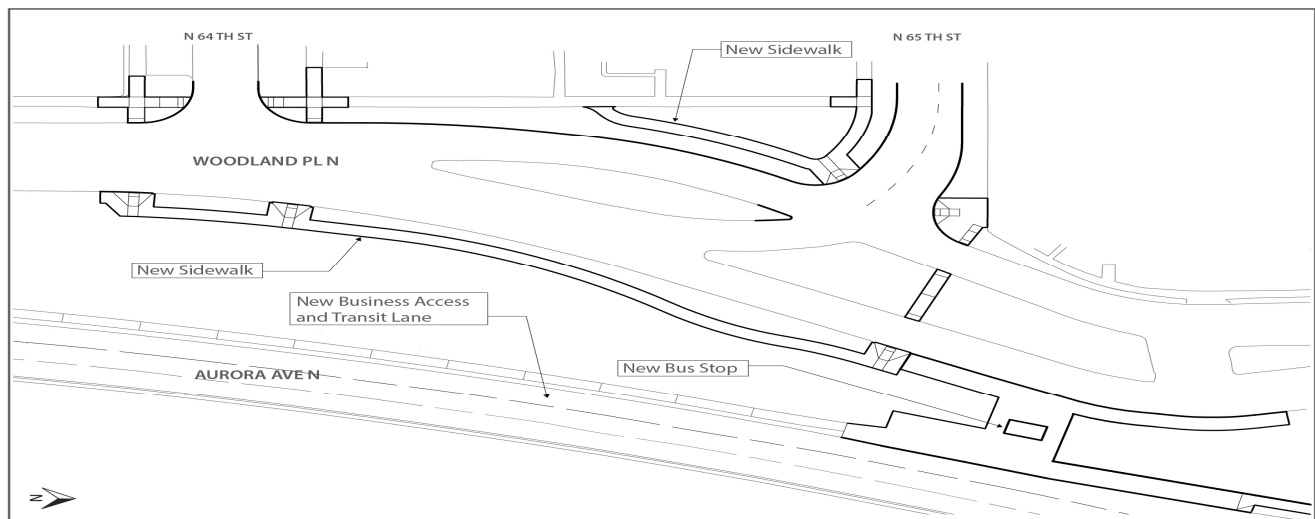 N 64 TH ST
N 65 TH ST
New Sidewalk
WOODLAND PL N
New Sidewalk
New Business Access
and Transit Lane
New Bus Stop
AURORA AVE N
N